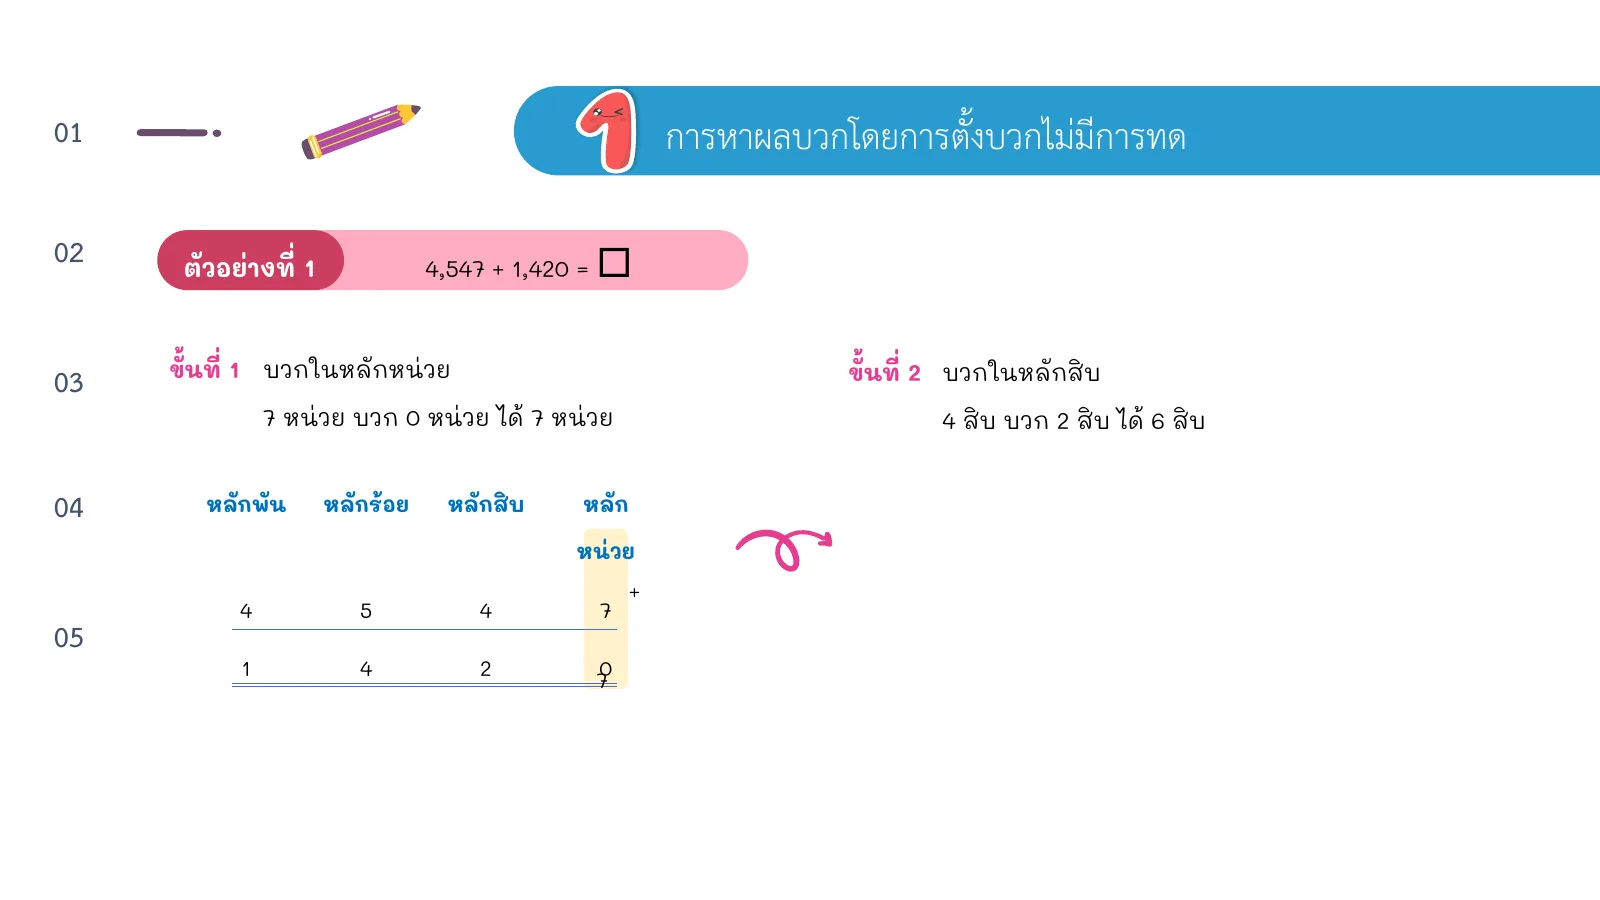 01
การหาผลบวกโดยการตั้งบวกไม่มีการทด
02
ตัวอย่างที่ 1
4,547 + 1,420 = □
03
ขั้นที่ 1 บวกในหลักหน่วย
7 หน่วย บวก 0 หน่วย ได้ 7 หน่วย
ขั้นที่ 2 บวกในหลักสิบ
4 สิบ บวก 2 สิบ ได้ 6 สิบ
04
หลักพัน หลักร้อย หลักสิบ หลัก
หน่วย
+
4 5 4 7
05
1 4 2 0
7